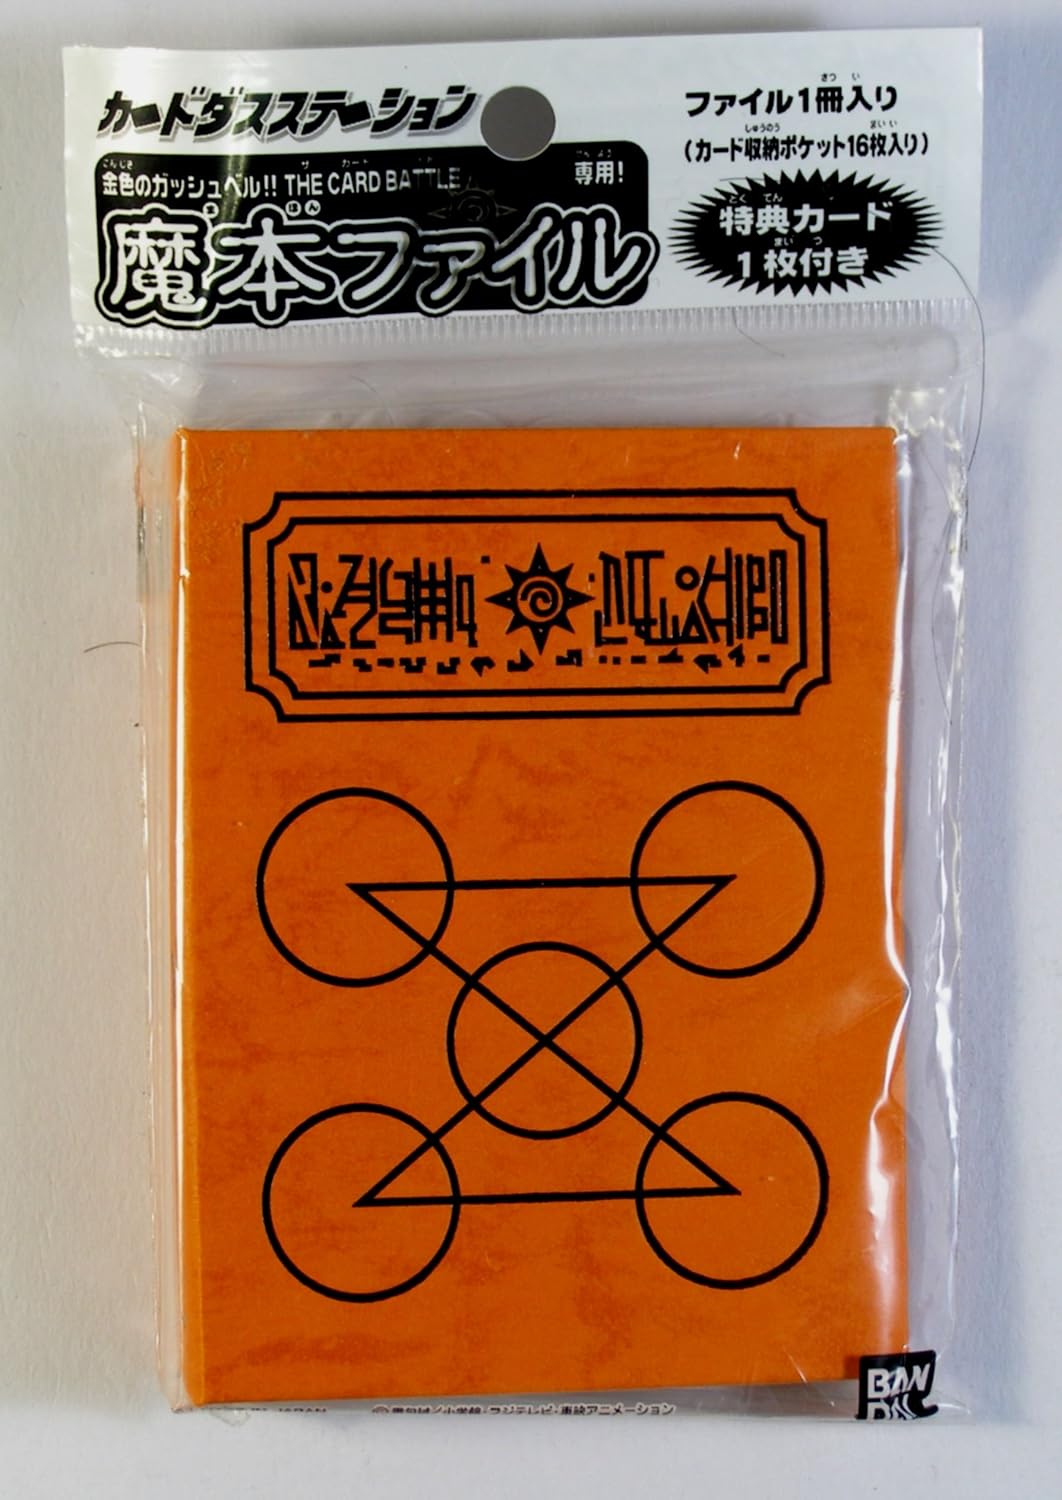 カードダスステーション
金色のガッシュベル!! THE CARD BATTLE
専用!
魔本ファイル
ファイル1冊入り
(カード収納ポケット16枚入り)
特典カード
1枚付き
BAN
DAI